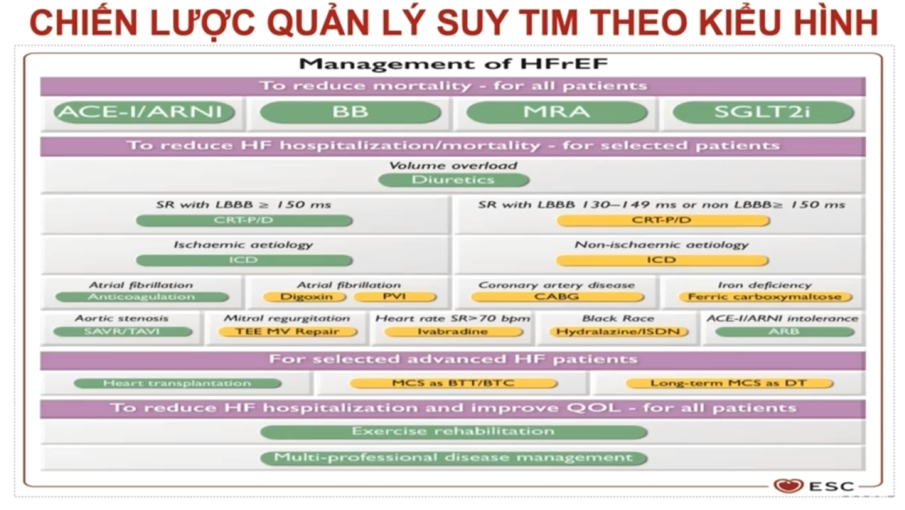 CHIẾN LƯỢC QUẢN LÝ SUY TIM THEO KIỂU HÌNH
Management of HFrEF
To reduce mortality - for all patients
ACE-I/ARNI BB MRA SGLT2i
To reduce HF hospitalization/mortality - for selected patients
Volume overload
Diuretics
SR with LBBB ≥ 150 ms SR with LBBB 130–149 ms or non LBBB≥ 150 ms
CRT-P/D CRT-P/D
Ischaemic aetiology Non-ischaemic aetiology
ICD ICD
Atrial fibrillation Atrial fibrillation Coronary artery disease Iron deficiency
Anticoagulation Digoxin PVI CABG Ferric carboxymaltose
Aortic stenosis Mitral regurgitation Heart rate SR>70 bpm Black Race ACE-I/ARNI intolerance
SAVR/TAVI TEE MV Repair Ivabradine Hydralazine/ISDN ARB
For selected advanced HF patients
Heart transplantation MCS as BTT/BTC Long-term MCS as DT
To reduce HF hospitalization and improve QOL - for all patients
Exercise rehabilitation
Multi-professional disease management
ESC